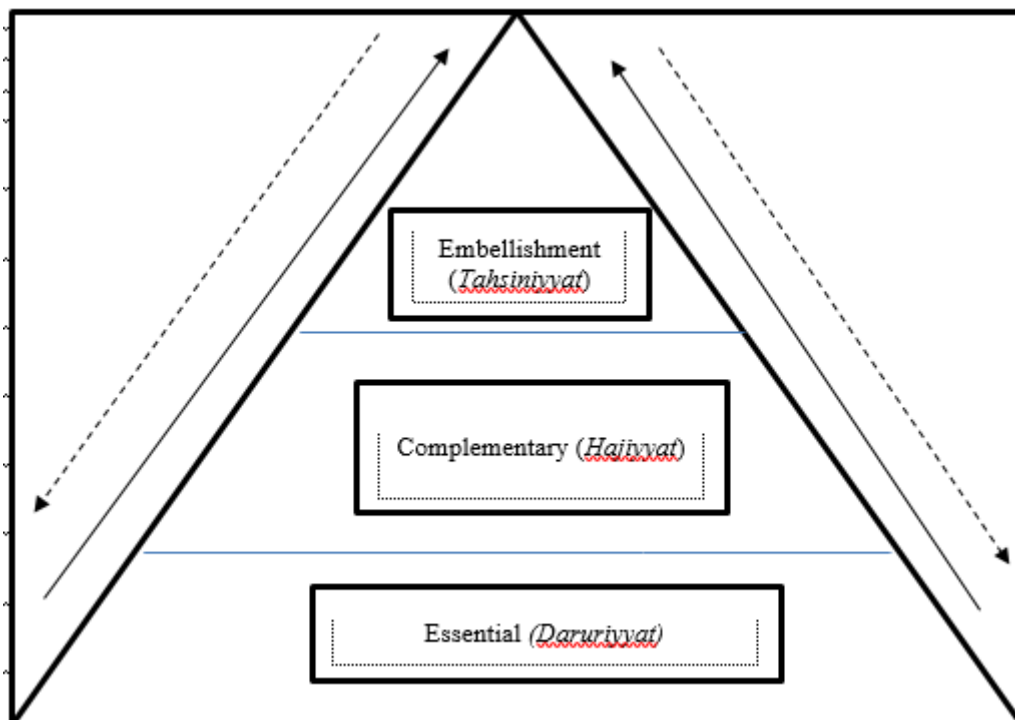 Embellishment
(Tahsiniyyat)
Complementary (Hajiyyat)
Essential (Daruriyyat)